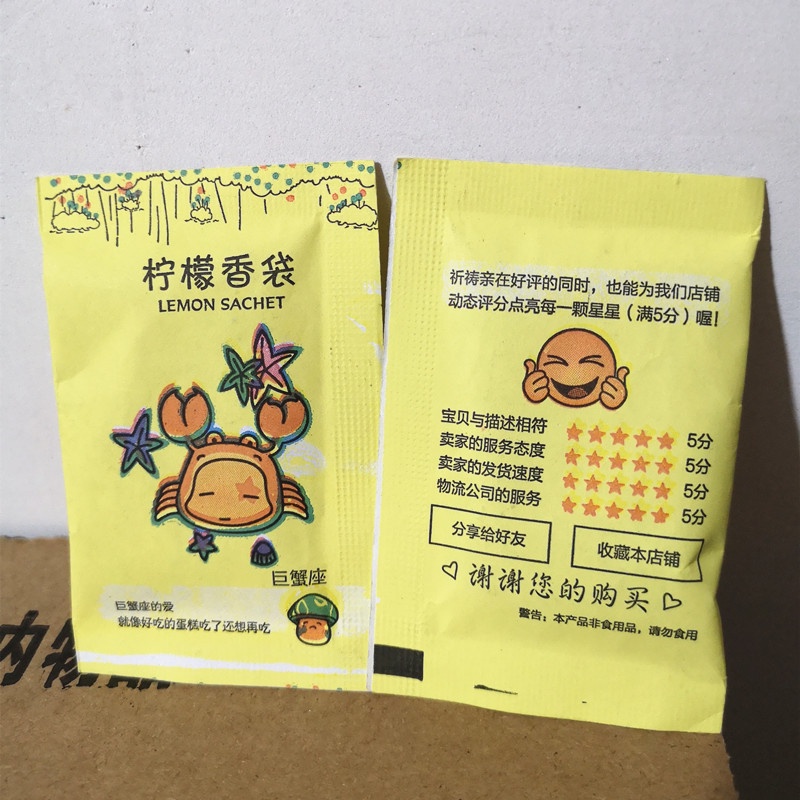 柠檬香袋
LEMON SACHET
巨蟹座
巨蟹座的爱
就像好吃的蛋糕吃了还想再吃
祈祷亲在好评的同时，也能为我们店铺
动态评分点亮每一颗星星（满5分）喔！
宝贝与描述相符 ★★★★★ 5分
卖家的服务态度 ★★★★★ 5分
卖家的发货速度 ★★★★★ 5分
物流公司的服务 ★★★★★ 5分
分享给好友
收藏本店铺
♡ 谢谢您的购买 ♡
警告：本产品非食用品，请勿食用
内物